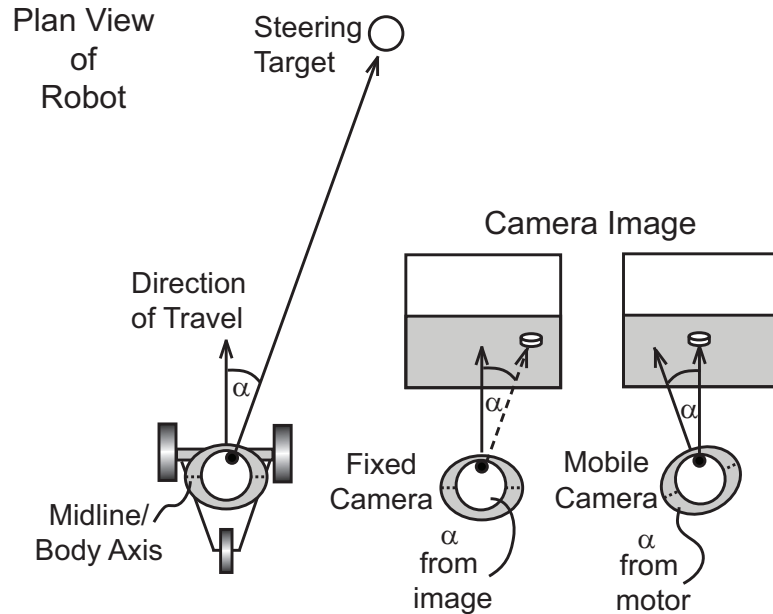 Plan View
of
Robot
Steering
Target
Camera Image
Direction
of Travel
α
α
α
Fixed
Camera
Mobile
Camera
Midline/
Body Axis
α
from
image
α
from
motor